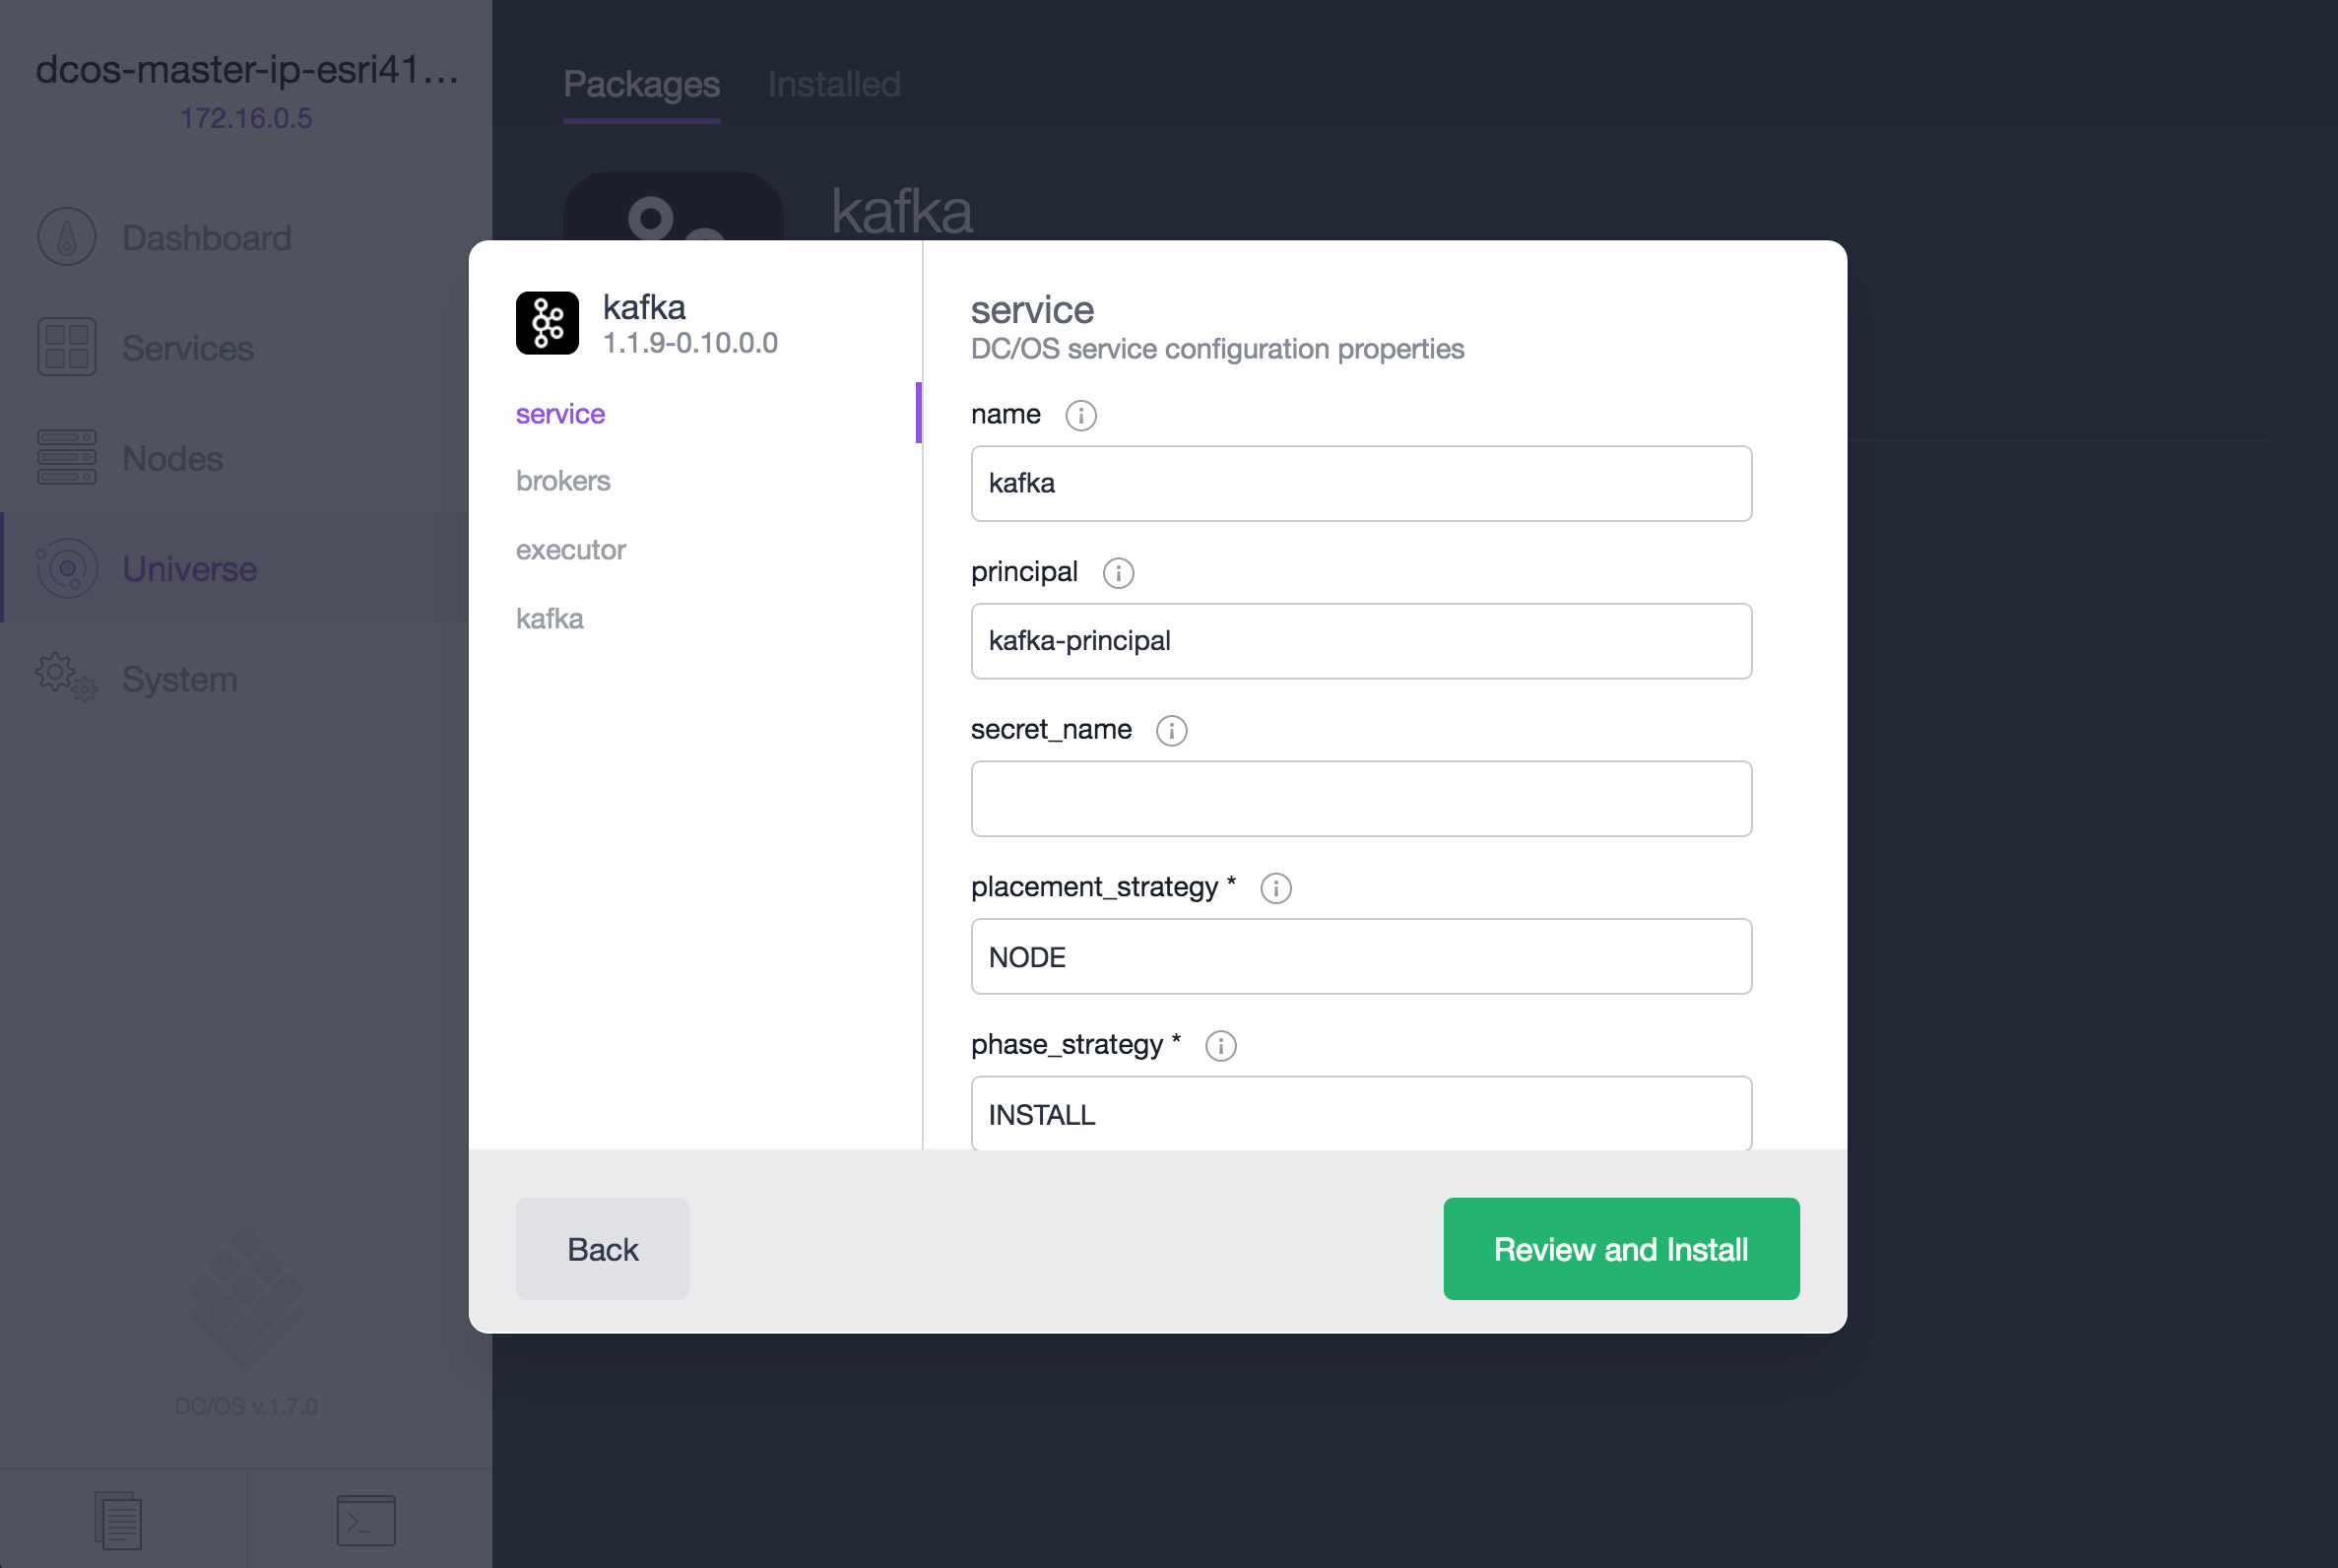 dcos-master-ip-esri41...
172.16.0.5
Dashboard
Services
Nodes
Universe
System
DC/OS v.1.7.0
Packages Installed
kafka
kafka
1.1.9-0.10.0.0
service
brokers
executor
kafka
service
DC/OS service configuration properties
name
kafka
principal
kafka-principal
secret_name
placement_strategy *
NODE
phase_strategy *
INSTALL
Back
Review and Install